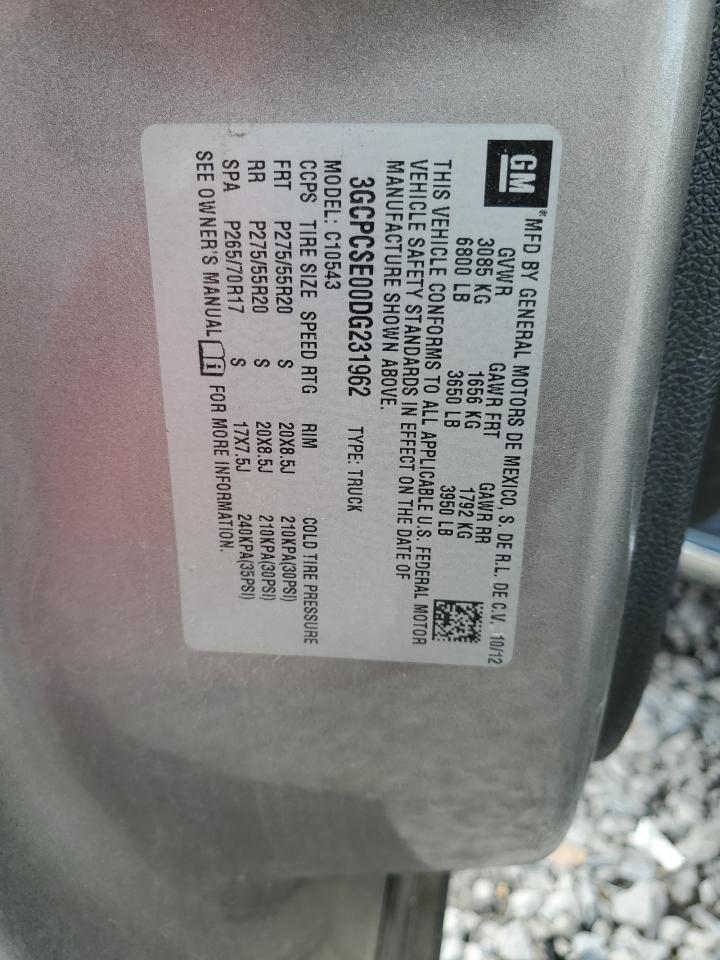 GM
® MFD BY GENERAL MOTORS DE MEXICO, S. DE R.L. DE C.V. 10/12
GVWR GAWR FRT GAWR RR
3085 KG 1656 KG 1792 KG
6800 LB 3650 LB 3950 LB
THIS VEHICLE CONFORMS TO ALL APPLICABLE U.S. FEDERAL MOTOR
VEHICLE SAFETY STANDARDS IN EFFECT ON THE DATE OF
MANUFACTURE SHOWN ABOVE.
3GCPCSE00DG231962 TYPE: TRUCK
MODEL: C10543
CCPS TIRE SIZE SPEED RTG RIM COLD TIRE PRESSURE
FRT P275/55R20 S 20X8.5J 210KPA(30PSI)
RR P275/55R20 S 20X8.5J 210KPA(30PSI)
SPA P265/70R17 S 17X7.5J 240KPA(35PSI)
SEE OWNER'S MANUAL i FOR MORE INFORMATION.